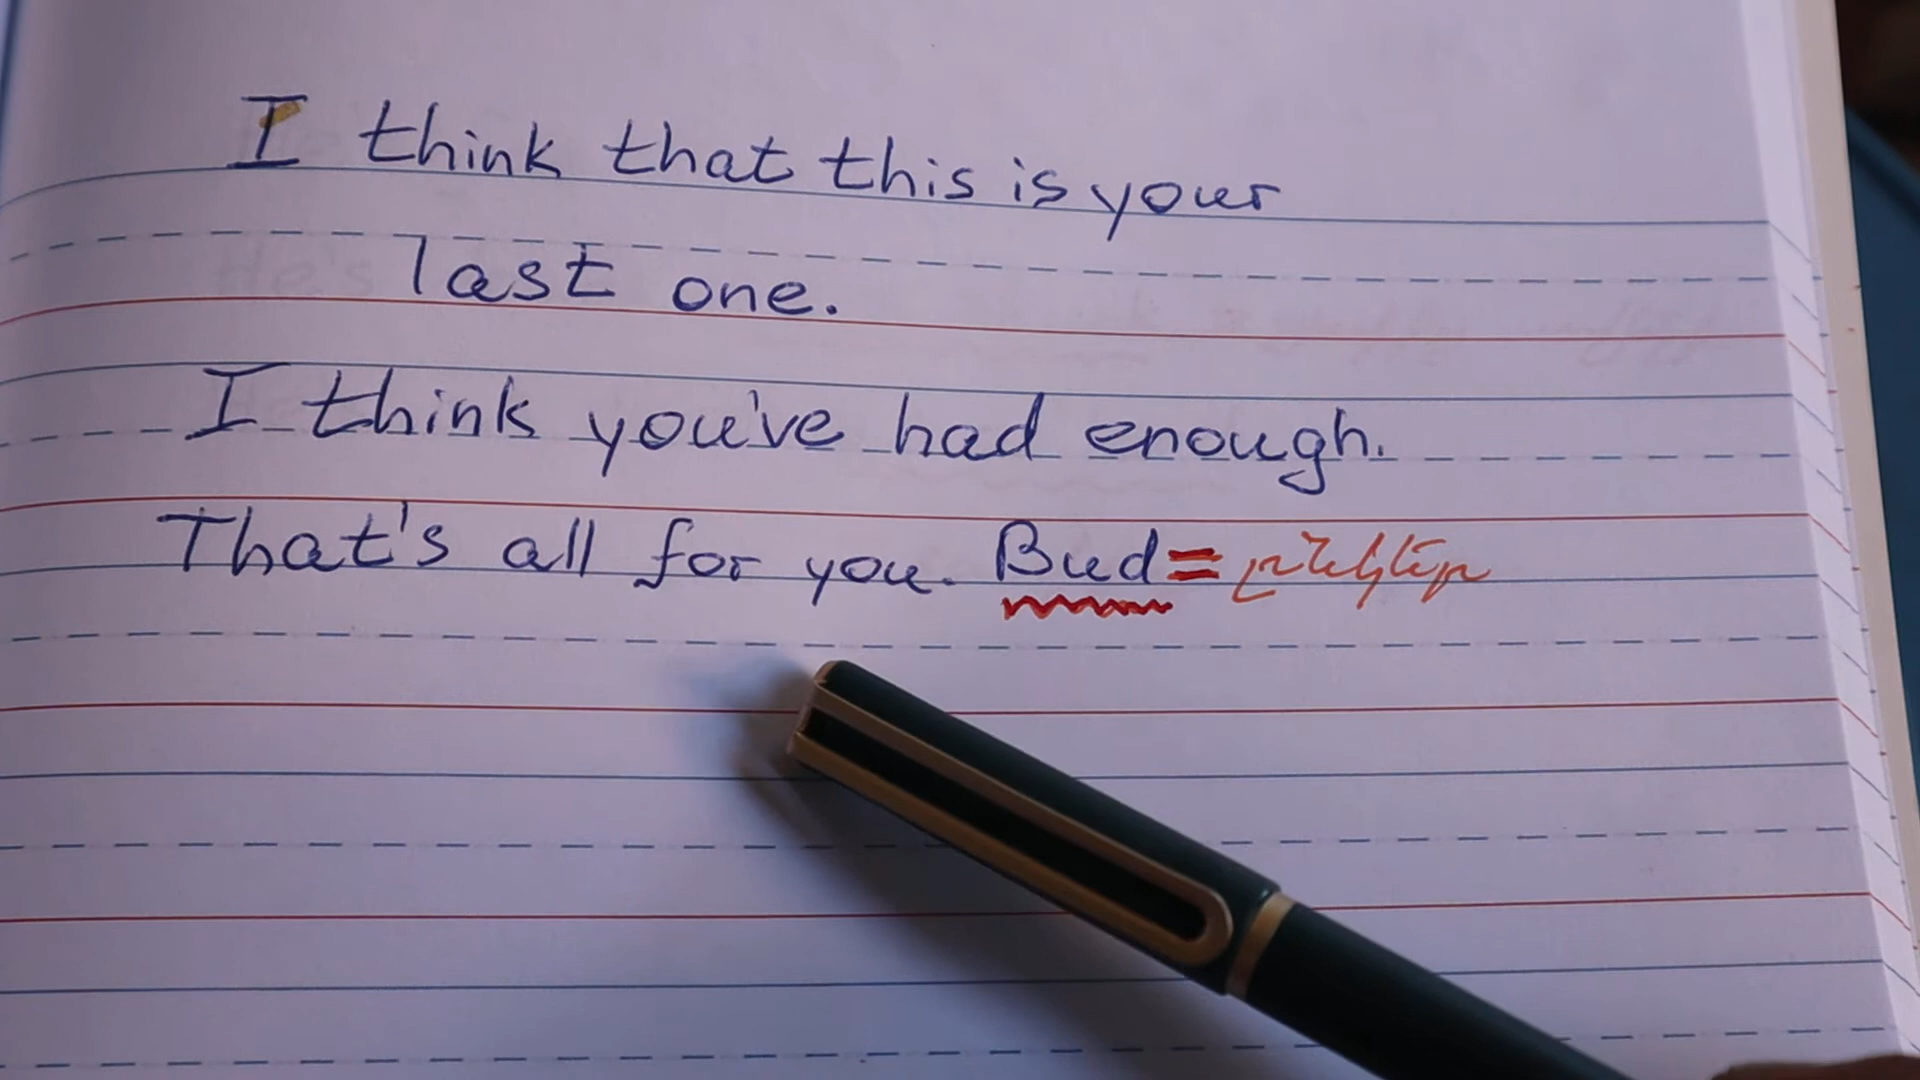 I think that this is your
last one.
I think you've had enough.
That's all for you. Bud =